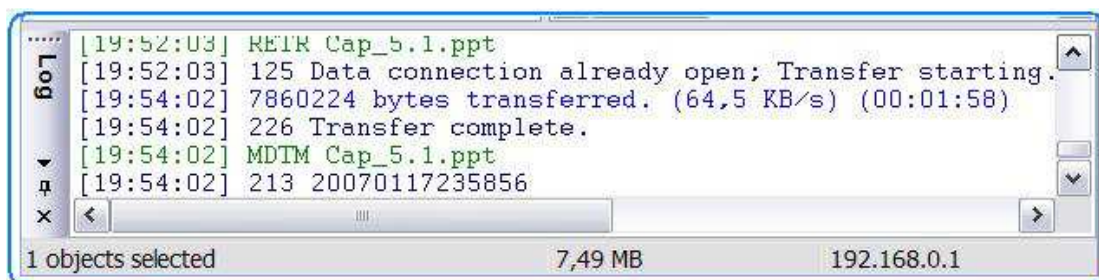 Log
[19:52:03] RETR Cap_5.1.ppt
[19:52:03] 125 Data connection already open; Transfer starting.
[19:54:02] 7860224 bytes transferred. (64,5 KB/s) (00:01:58)
[19:54:02] 226 Transfer complete.
[19:54:02] MDTM Cap_5.1.ppt
[19:54:02] 213 20070117235856
1 objects selected 7,49 MB 192.168.0.1